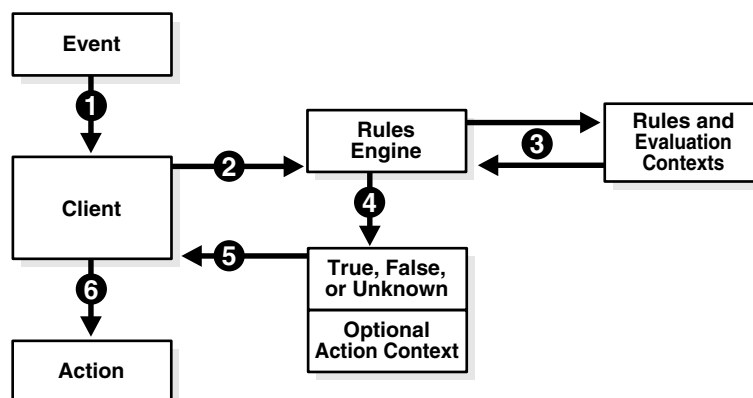 Event
1
Client
2
Rules
Engine
3
Rules and
Evaluation
Contexts
4
True, False,
or Unknown
Optional
Action Context
5
6
Action